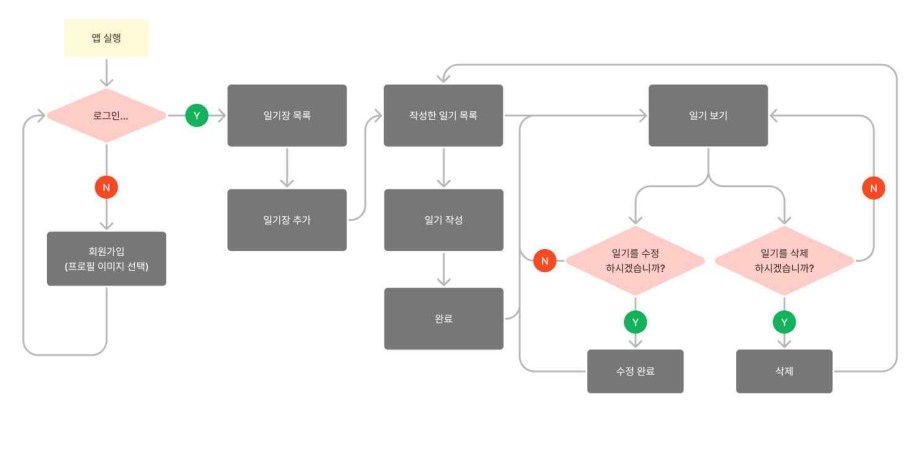 앱 실행
로그인...
Y
일기장 목록
작성한 일기 목록
일기 보기
N
회원가입
(프로필 이미지 선택)
일기장 추가
일기 작성
완료
N
일기를 수정
하시겠습니까?
일기를 삭제
하시겠습니까?
N
Y
Y
수정 완료
삭제